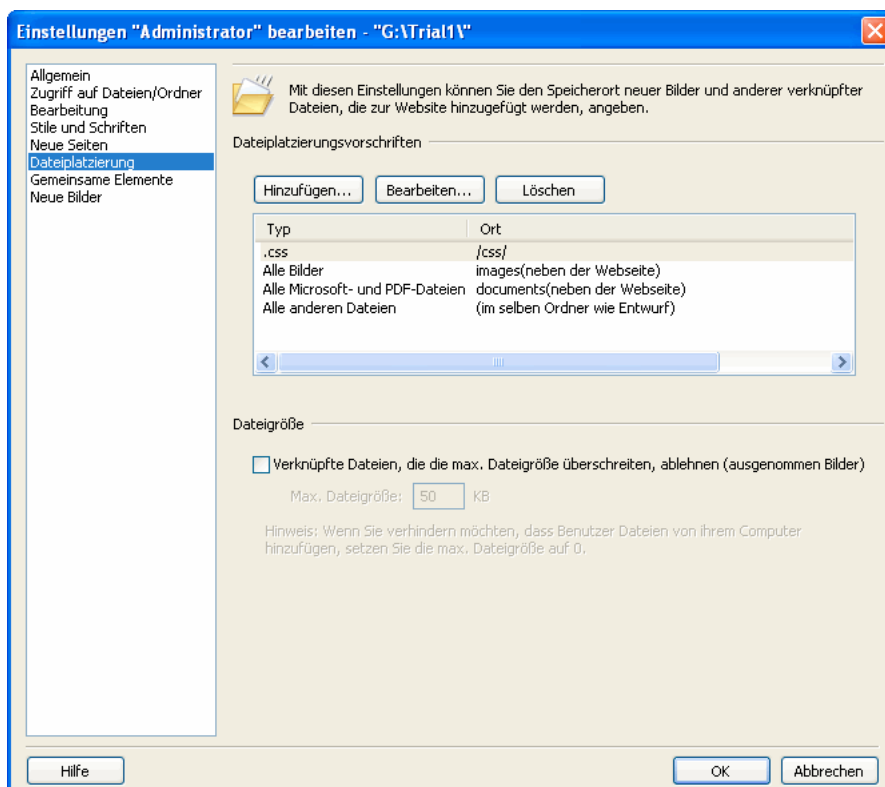 Einstellungen "Administrator" bearbeiten - "G:\Trial1\"
Allgemein
Zugriff auf Dateien/Ordner
Bearbeitung
Stile und Schriften
Neue Seiten
Dateiplatzierung
Gemeinsame Elemente
Neue Bilder
Mit diesen Einstellungen können Sie den Speicherort neuer Bilder und anderer verknüpfter
Dateien, die zur Website hinzugefügt werden, angeben.
Dateiplatzierungsvorschriften
Hinzufügen... Bearbeiten... Löschen
Typ Ort
.css /css/
Alle Bilder images(neben der Webseite)
Alle Microsoft- und PDF-Dateien documents(neben der Webseite)
Alle anderen Dateien (im selben Ordner wie Entwurf)
Dateigröße
Verknüpfte Dateien, die die max. Dateigröße überschreiten, ablehnen (ausgenommen Bilder)
Max. Dateigröße: 50 KB
Hinweis: Wenn Sie verhindern möchten, dass Benutzer Dateien von ihrem Computer
hinzufügen, setzen Sie die max. Dateigröße auf 0.
Hilfe OK Abbrechen